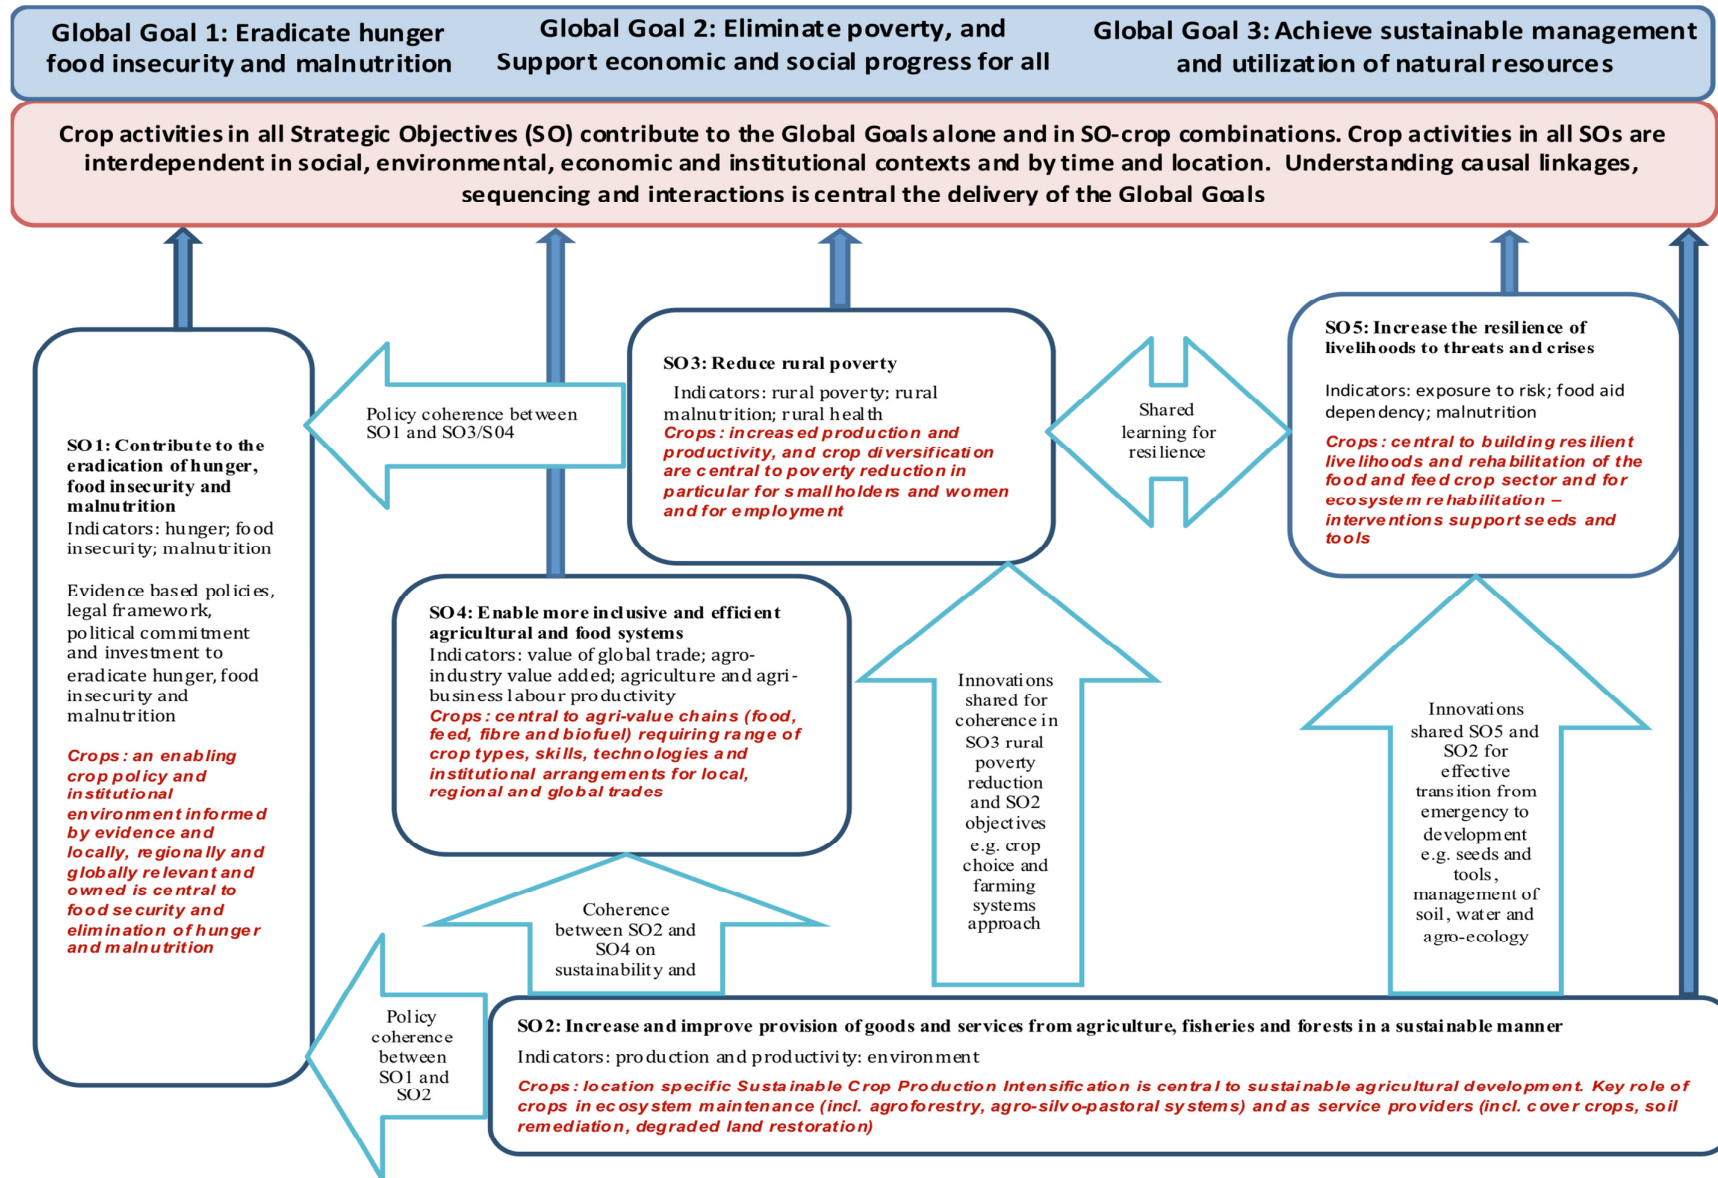 Global Goal 1: Eradicate hunger
food insecurity and malnutrition
Global Goal 2: Eliminate poverty, and
Support economic and social progress for all
Global Goal 3: Achieve sustainable management
and utilization of natural resources
Crop activities in all Strategic Objectives (SO) contribute to the Global Goals alone and in SO-crop combinations. Crop activities in all SOs are
interdependent in social, environmental, economic and institutional contexts and by time and location. Understanding causal linkages,
sequencing and interactions is central the delivery of the Global Goals
SO1: Contribute to the
eradication of hunger,
food insecurity and
malnutrition
Indicators: hunger; food
insecurity; malnutrition
Evidence based policies,
legal framework,
political commitment
and investment to
eradicate hunger, food
insecurity and
malnutrition
Crops: an enabling
crop policy and
institutional
environment informed
by evidence and
locally, regionally and
globally relevant and
owned is central to
food security and
elimination of hunger
and malnutrition
Policy coherence between
SO1 and SO3/S04
SO3: Reduce rural poverty
Indicators: rural poverty; rural
malnutrition; rural health
Crops: increased production and
productivity, and crop diversification
are central to poverty reduction in
particular for smallholders and women
and for employment
Shared
learning for
resilience
SO5: Increase the resilience of
livelihoods to threats and crises
Indicators: exposure to risk; food aid
dependency; malnutrition
Crops: central to building resilient
livelihoods and rehabilitation of the
food and feed crop sector and for
ecosystem rehabilitation –
interventions support seeds and
tools
SO4: Enable more inclusive and efficient
agricultural and food systems
Indicators: value of global trade; agro-
industry value added; agriculture and agri-
business labour productivity
Crops: central to agri-value chains (food,
feed, fibre and biofuel) requiring range of
crop types, skills, technologies and
institutional arrangements for local,
regional and global trades
Innovations
shared for
coherence in
SO3 rural
poverty
reduction
and SO2
objectives
e.g. crop
choice and
farming
systems
approach
Innovations
shared SO5 and
SO2 for
effective
transition from
emergency to
development
e.g. seeds and
tools,
management of
soil, water and
agro-ecology
Coherence
between SO2 and
SO4 on
sustainability and
Policy
coherence
between
SO1 and
SO2
SO2: Increase and improve provision of goods and services from agriculture, fisheries and forests in a sustainable manner
Indicators: production and productivity: environment
Crops: location specific Sustainable Crop Production Intensification is central to sustainable agricultural development. Key role of
crops in ecosystem maintenance (incl. agroforestry, agro-silvo-pastoral systems) and as service providers (incl. cover crops, soil
remediation, degraded land restoration)